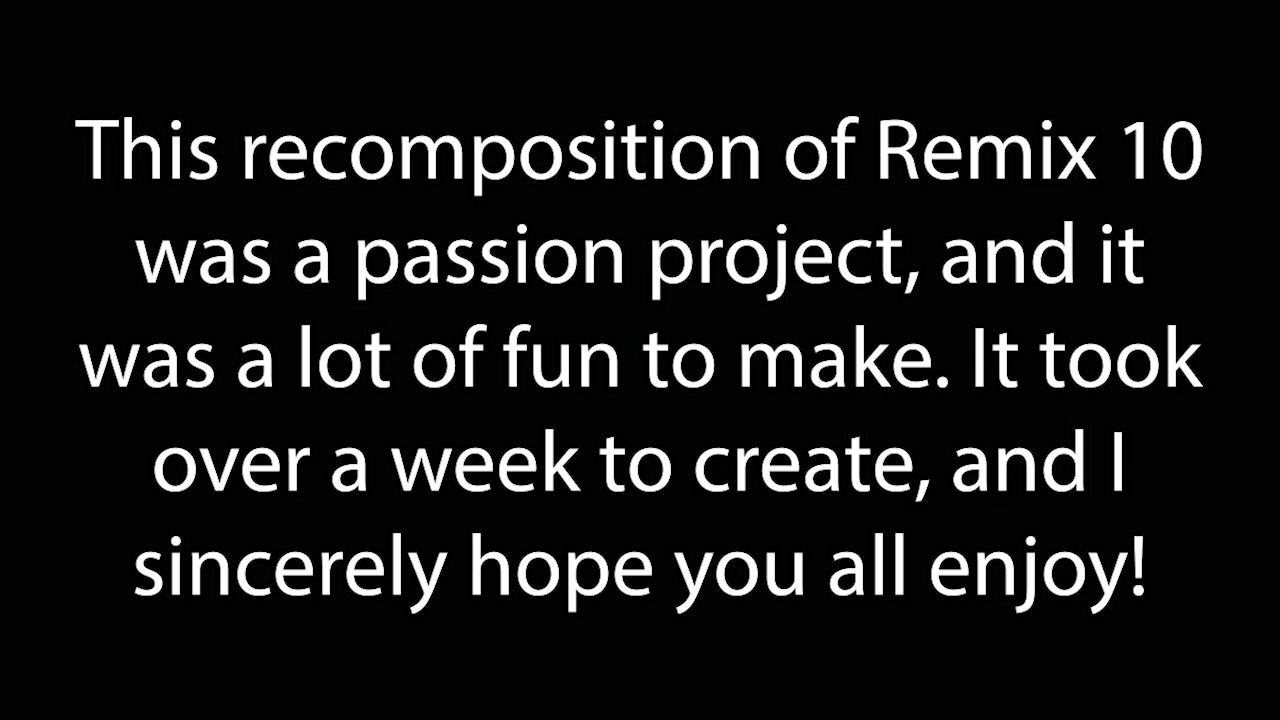 This recomposition of Remix 10
was a passion project, and it
was a lot of fun to make. It took
over a week to create, and I
sincerely hope you all enjoy!